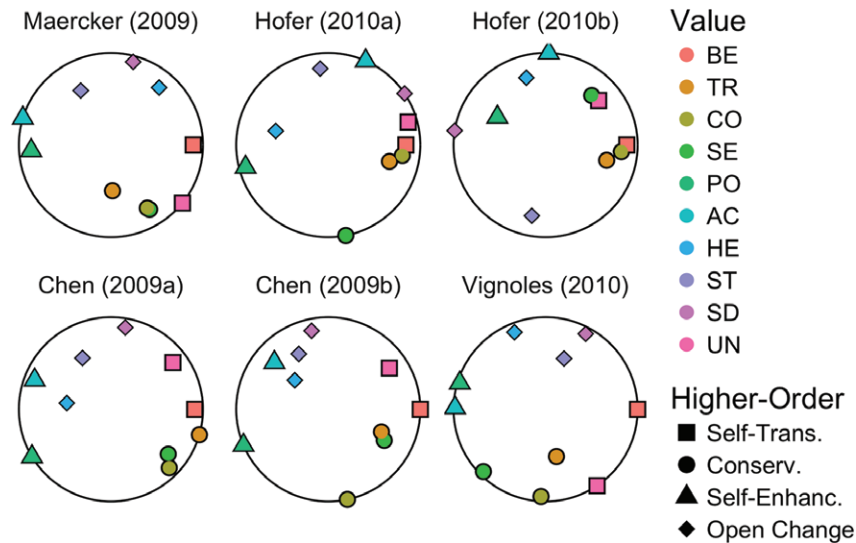 Maercker (2009)
Hofer (2010a)
Hofer (2010b)
Chen (2009a)
Chen (2009b)
Vignoles (2010)
Value
BE
TR
CO
SE
PO
AC
HE
ST
SD
UN
Higher-Order
Self-Trans.
Conserv.
Self-Enhanc.
Open Change